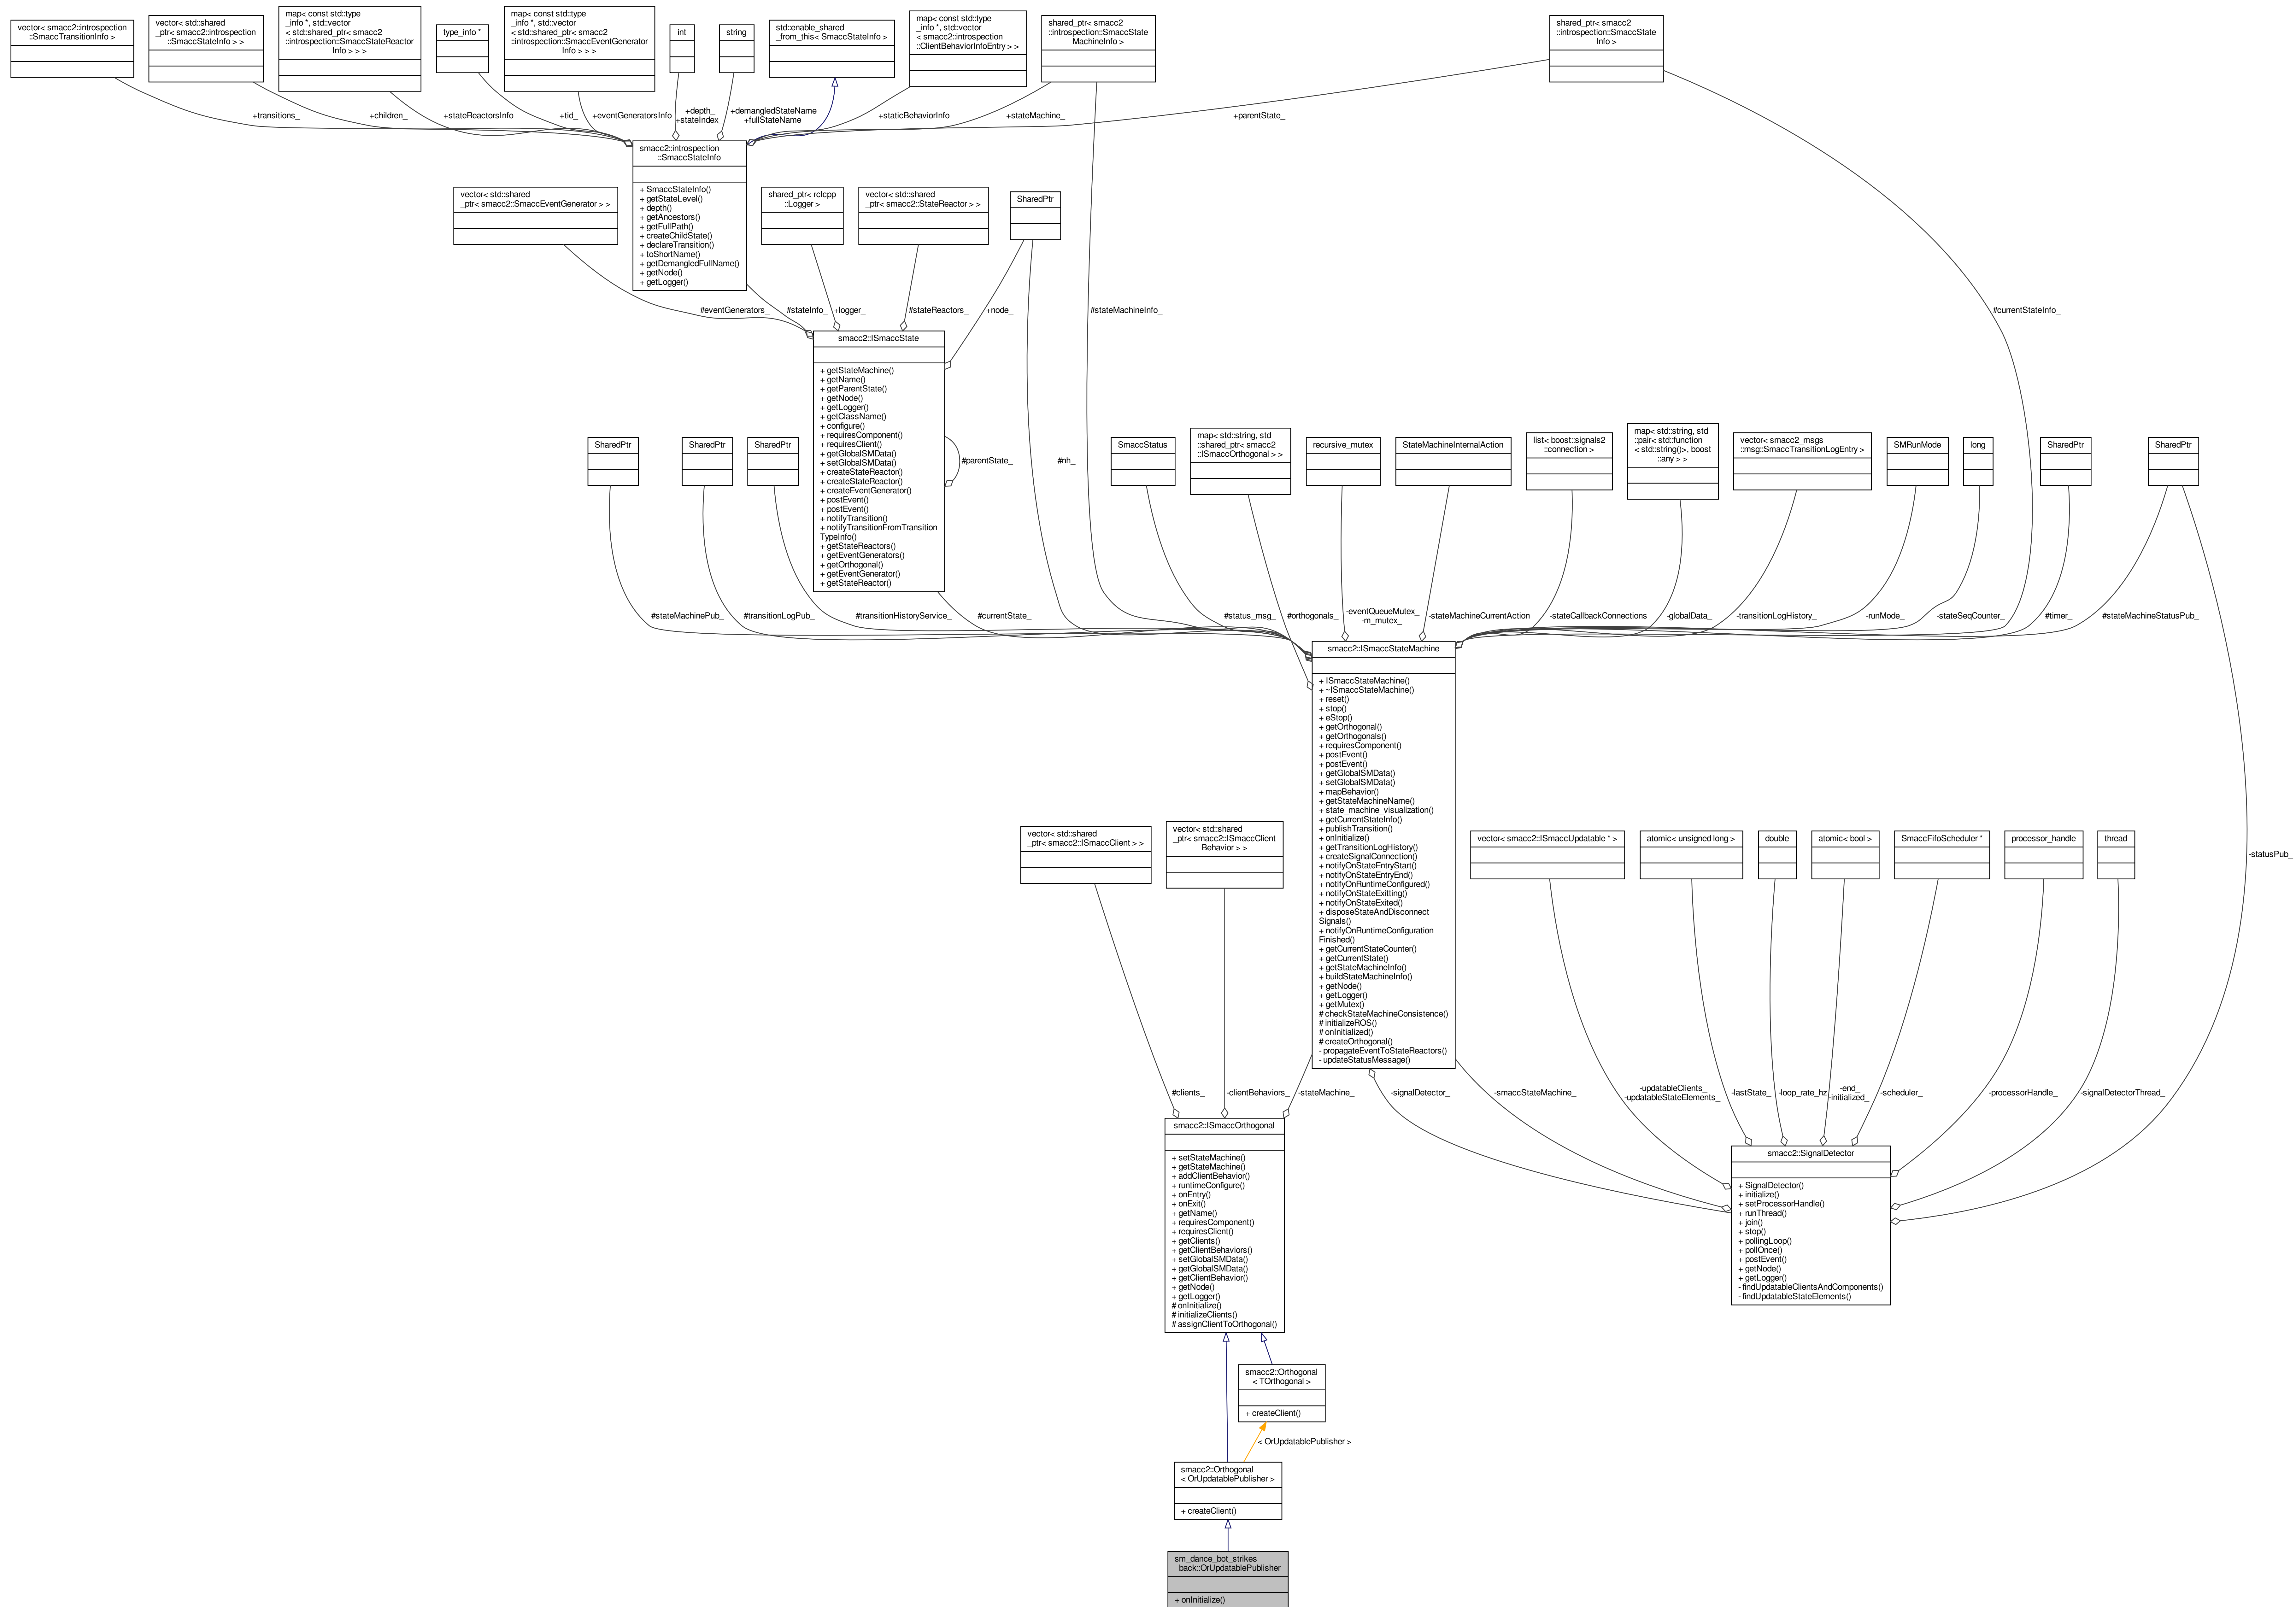 vector< smacc2::introspection
::SmaccTransitionInfo >
vector< std::shared
_ptr< smacc2::introspection
::SmaccStateInfo > >
map< const std::type
_info *, std::vector
< std::shared_ptr< smacc2
::introspection::SmaccStateReactor
Info > > >
type_info *
map< const std::type
_info *, std::vector
< std::shared_ptr< smacc2
::introspection::SmaccEventGenerator
Info > > >
int
string
std::enable_shared
_from_this< SmaccStateInfo >
map< const std::type
_info *, std::vector
< smacc2::introspection
::ClientBehaviorInfoEntry > >
shared_ptr< smacc2
::introspection::SmaccState
MachineInfo >
shared_ptr< smacc2
::introspection::SmaccState
Info >
+transitions_
+children_
+stateReactorsInfo
+tid_
+eventGeneratorsInfo
+depth_
+stateIndex_
+demangledStateName
+fullStateName
+staticBehaviorInfo
+stateMachine_
+parentState_
smacc2::introspection
::SmaccStateInfo
+ SmaccStateInfo()
+ getStateLevel()
+ depth()
+ getAncestors()
+ getFullPath()
+ createChildState()
+ declareTransition()
+ toShortName()
+ getDemangledFullName()
+ getNode()
+ getLogger()
vector< std::shared
_ptr< smacc2::SmaccEventGenerator > >
shared_ptr< rclcpp
::Logger >
vector< std::shared
_ptr< smacc2::StateReactor > >
SharedPtr
#eventGenerators_
#stateInfo_
+logger_
#stateReactors_
+node_
#stateMachineInfo_
#currentStateInfo_
smacc2::ISmaccState
+ getStateMachine()
+ getName()
+ getParentState()
+ getNode()
+ getLogger()
+ getClassName()
+ configure()
+ requiresComponent()
+ requiresClient()
+ getGlobalSMData()
+ setGlobalSMData()
+ createStateReactor()
+ createStateReactor()
+ createEventGenerator()
+ postEvent()
+ postEvent()
+ notifyTransition()
+ notifyTransitionFromTransition
TypeInfo()
+ getStateReactors()
+ getEventGenerators()
+ getOrthogonal()
+ getEventGenerator()
+ getStateReactor()
#parentState_
#nh_
SharedPtr
SharedPtr
SharedPtr
SmaccStatus
map< std::string, std
::shared_ptr< smacc2
::ISmaccOrthogonal > >
recursive_mutex
StateMachineInternalAction
list< boost::signals2
::connection >
map< std::string, std
::pair< std::function
< std::string()>, boost
::any > >
vector< smacc2_msgs
::msg::SmaccTransitionLogEntry >
SMRunMode
long
SharedPtr
SharedPtr
#stateMachinePub_
#transitionLogPub_
#transitionHistoryService_
#currentState_
#status_msg_
#orthogonals_
-eventQueueMutex_
-m_mutex_
-stateMachineCurrentAction
-stateCallbackConnections
-globalData_
-transitionLogHistory_
-runMode_
-stateSeqCounter_
#timer_
#stateMachineStatusPub_
smacc2::ISmaccStateMachine
+ ISmaccStateMachine()
+ ~ISmaccStateMachine()
+ reset()
+ stop()
+ eStop()
+ getOrthogonal()
+ getOrthogonals()
+ requiresComponent()
+ postEvent()
+ postEvent()
+ getGlobalSMData()
+ setGlobalSMData()
+ mapBehavior()
+ getStateMachineName()
+ state_machine_visualization()
+ getCurrentStateInfo()
+ publishTransition()
+ onInitialize()
+ getTransitionLogHistory()
+ createSignalConnection()
+ notifyOnStateEntryStart()
+ notifyOnStateEntryEnd()
+ notifyOnRuntimeConfigured()
+ notifyOnStateExitting()
+ notifyOnStateExited()
+ disposeStateAndDisconnect
Signals()
+ notifyOnRuntimeConfiguration
Finished()
+ getCurrentStateCounter()
+ getCurrentState()
+ getStateMachineInfo()
+ buildStateMachineInfo()
+ getNode()
+ getLogger()
+ getMutex()
# checkStateMachineConsistence()
# initializeROS()
# onInitialized()
# createOrthogonal()
- propagateEventToStateReactors()
- updateStatusMessage()
vector< std::shared
_ptr< smacc2::ISmaccClient > >
vector< std::shared
_ptr< smacc2::ISmaccClient
Behavior > >
vector< smacc2::ISmaccUpdatable * >
atomic< unsigned long >
double
atomic< bool >
SmaccFifoScheduler *
processor_handle
thread
-statusPub_
#clients_
-clientBehaviors_
-stateMachine_
-signalDetector_
-smaccStateMachine_
-updatableClients_
-updatableStateElements_
-lastState_
-loop_rate_hz
-end_
-initialized_
-scheduler_
-processorHandle_
-signalDetectorThread_
smacc2::ISmaccOrthogonal
+ setStateMachine()
+ getStateMachine()
+ addClientBehavior()
+ runtimeConfigure()
+ onEntry()
+ onExit()
+ getName()
+ requiresComponent()
+ requiresClient()
+ getClients()
+ getClientBehaviors()
+ setGlobalSMData()
+ getGlobalSMData()
+ getClientBehavior()
+ getNode()
+ getLogger()
# onInitialize()
# initializeClients()
# assignClientToOrthogonal()
smacc2::SignalDetector
+ SignalDetector()
+ initialize()
+ setProcessorHandle()
+ runThread()
+ join()
+ stop()
+ pollingLoop()
+ pollOnce()
+ postEvent()
+ getNode()
+ getLogger()
- findUpdatableClientsAndComponents()
- findUpdatableStateElements()
smacc2::Orthogonal
< TOrthogonal >
+ createClient()
< OrUpdatablePublisher >
smacc2::Orthogonal
< OrUpdatablePublisher >
+ createClient()
sm_dance_bot_strikes
_back::OrUpdatablePublisher
+ onInitialize()